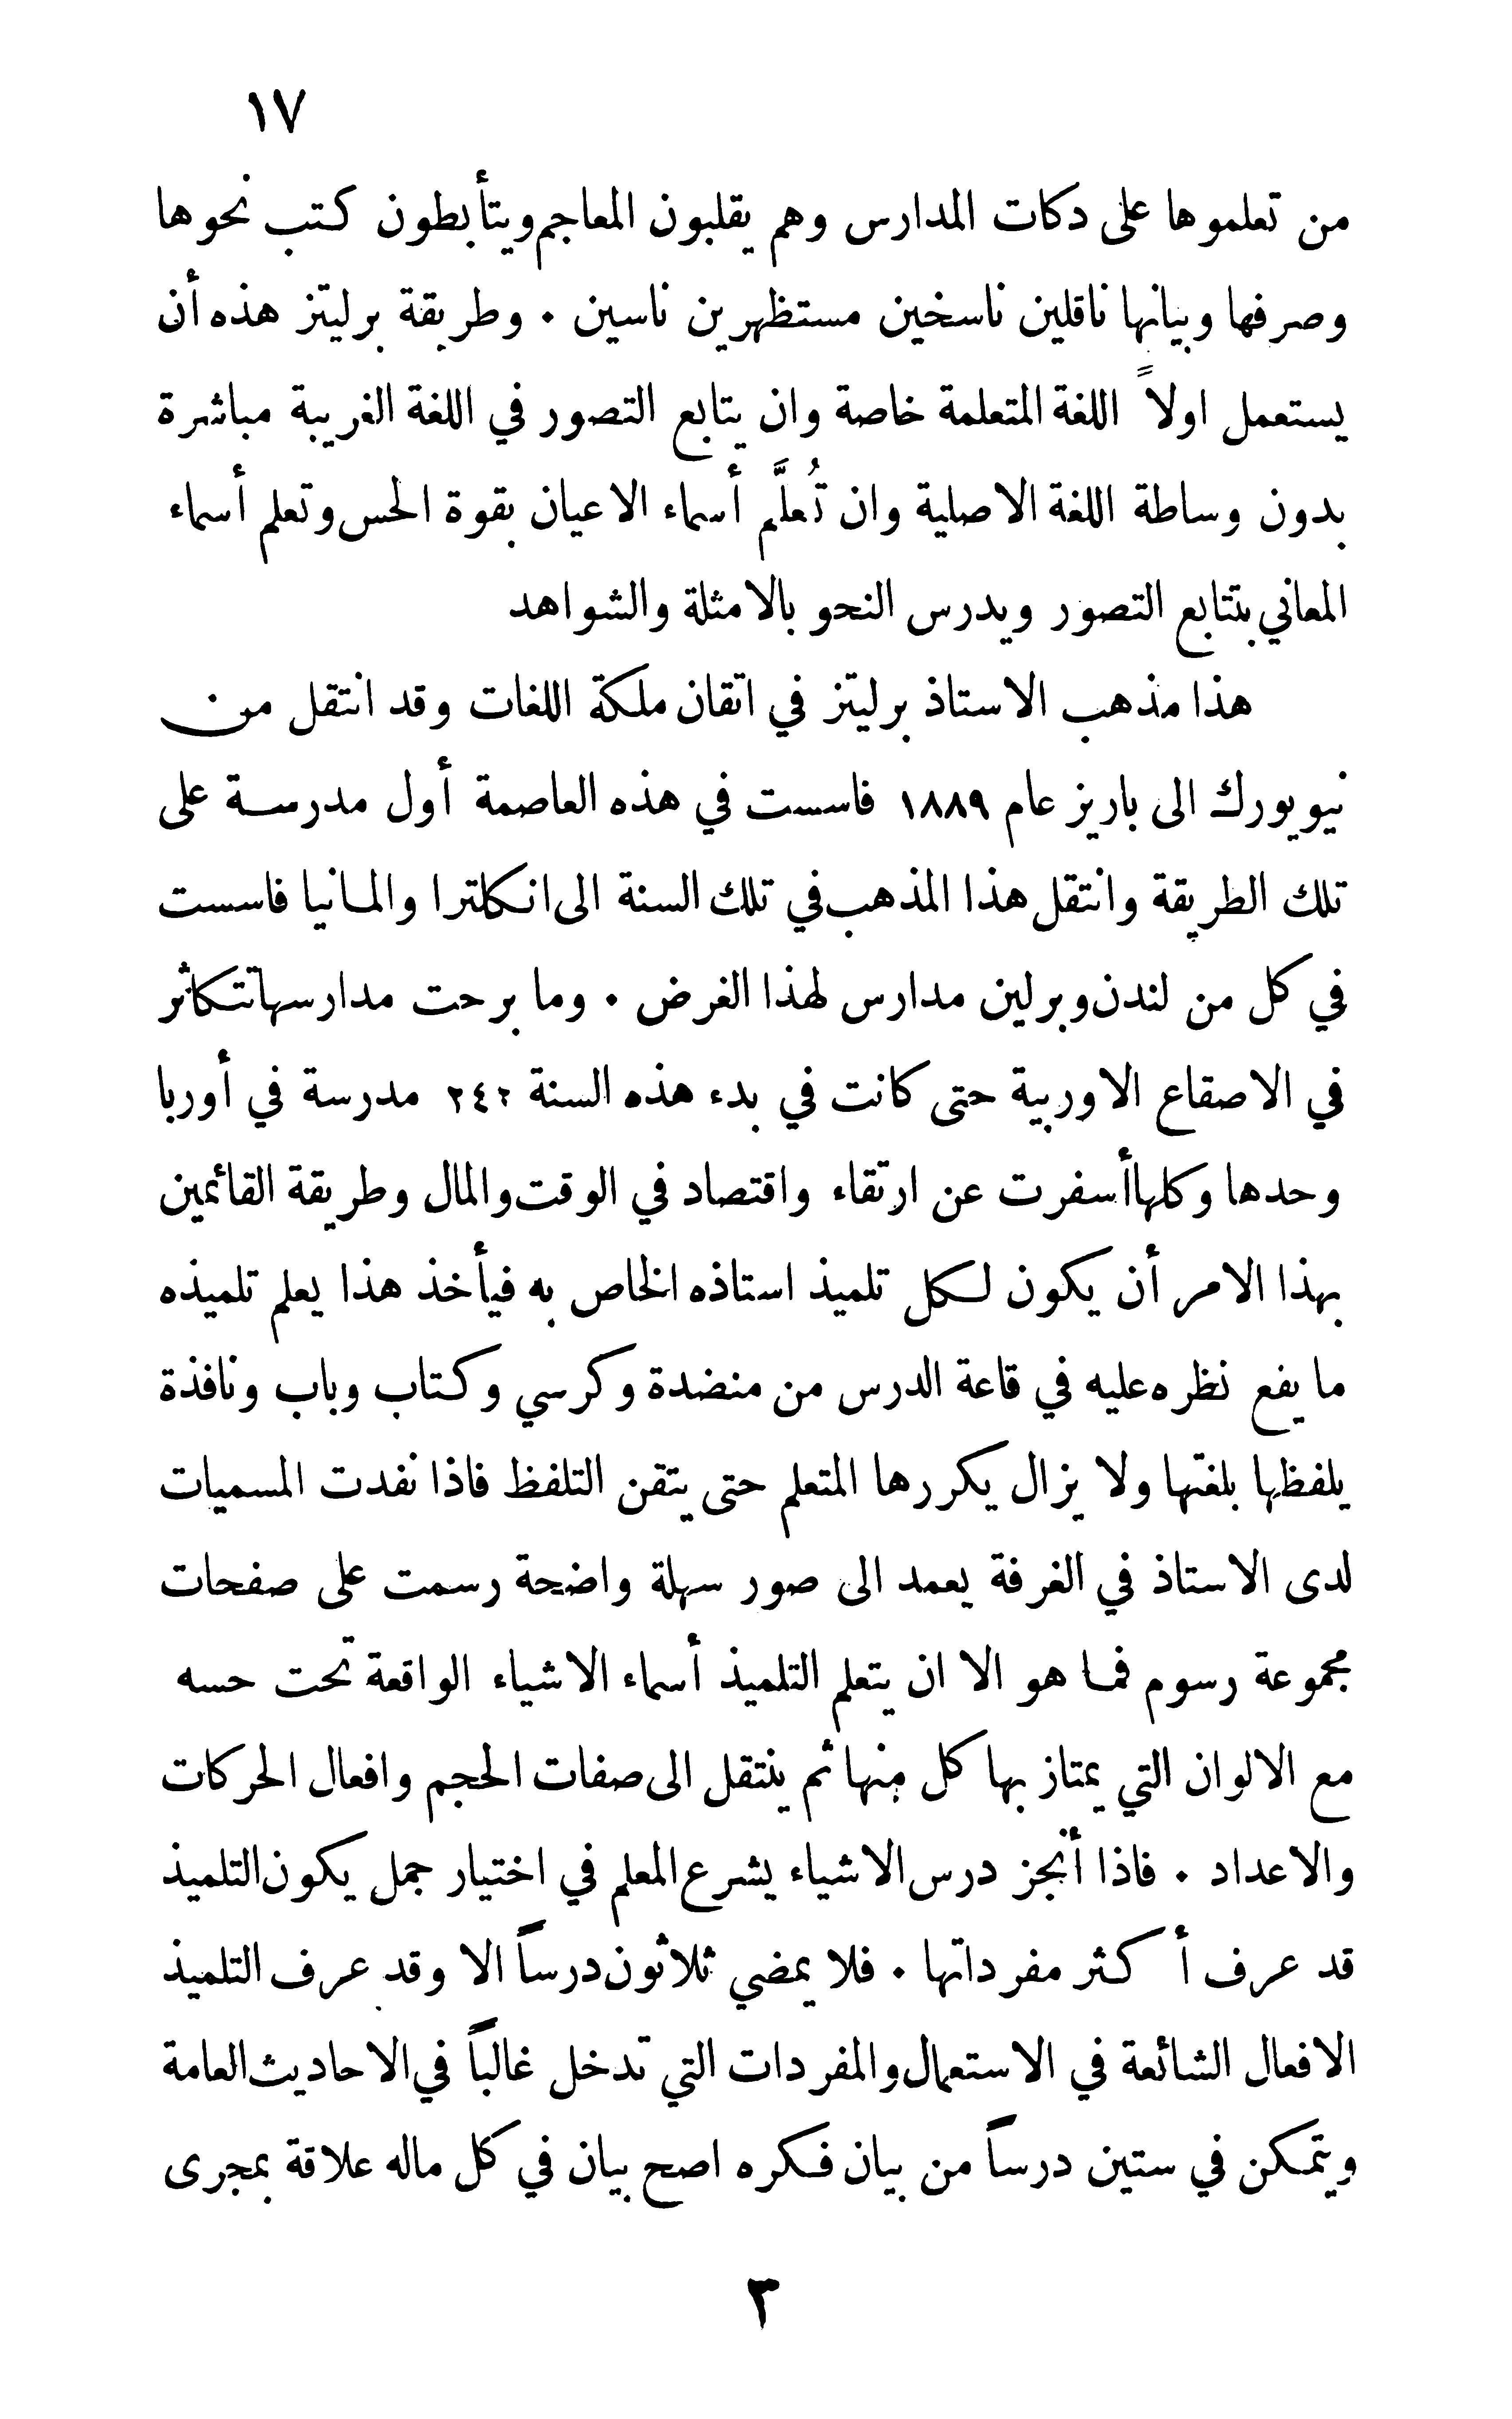 ١٧
من تعلموها على دكات المدارس وهم يقلبون المعاجم ويتأبطون كتب نحوها
وصرفها وبيانها ناقلين ناسخين مستظهرين ناسين . وطريقة برليتز هذه أن
يستعمل اولاً اللغة المتعلمة خاصة وان يتابع التصور في اللغة الغريبة مباشرة
بدون وساطة اللغة الاصلية وان تُعلَّم أسماء الاعيان بقوة الحس وتعلم أسماء
المعاني بتتابع التصور ويدرس النحو بالامثلة والشواهد
هذا مذهب الاستاذ برليتز في اتقان ملكة اللغات وقد انتقل من
نيويورك الى باريز عام ١٨٨٩ فاسست في هذه العاصمة أول مدرسة على
تلك الطريقة وانتقل هذا المذهب في تلك السنة الى انكلترا والمانيا فاسست
في كل من لندن وبرلين مدارس لهذا الغرض . وما برحت مدارسها تتكاثر
في الاصقاع الاوربية حتى كانت في بدء هذه السنة ٢٤٢ مدرسة في أوربا
وحدها وكلها أسفرت عن ارتقاء واقتصاد في الوقت والمال وطريقة القائمين
بهذا الامر أن يكون لكل تلميذ استاذه الخاص به فيأخذ هذا يعلم تلميذه
ما يقع نظره عليه في قاعة الدرس من منضدة وكرسي وكتاب وباب ونافذة
يلفظها بلغتها ولا يزال يكررها المتعلم حتى يتقن التلفظ فاذا نفدت المسميات
لدى الاستاذ في الغرفة يعمد الى صور سهلة واضحة رسمت على صفحات
مجموعة رسوم فما هو الا ان يتعلم التلميذ أسماء الاشياء الواقعة تحت حسه
مع الالوان التي يمتاز بها كل منها ثم ينتقل الى صفات الحجم وافعال الحركات
والاعداد . فاذا أنجز درس الاشياء يشرع المعلم في اختيار جمل يكون التلميذ
قد عرف أكثر مفرداتها . فلا يمضي ثلاثون درساً الا وقد عرف التلميذ
الافعال الشائعة في الاستعمال والمفردات التي تدخل غالباً في الاحاديث العامة
ويتمكن في ستين درساً من بيان فكره اصح بيان في كل ماله علاقة بمجرى
٣